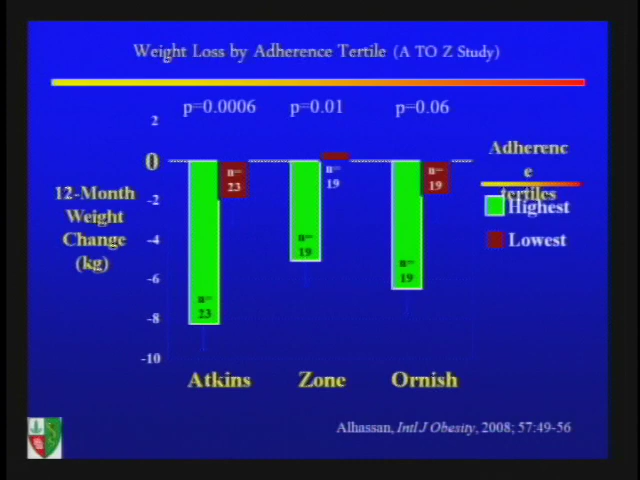 Weight Loss by Adherence Tertile (A TO Z Study)
p=0.0006 p=0.01 p=0.06
2
0
-2
-4
-6
-8
-10
12-Month
Weight
Change
(kg)
n=
23
n=
23
n=
19
n=
19
n=
19
n=
19
Adherenc
e
tertiles
Highest
Lowest
Atkins Zone Ornish
Alhassan, Intl J Obesity, 2008; 57:49-56